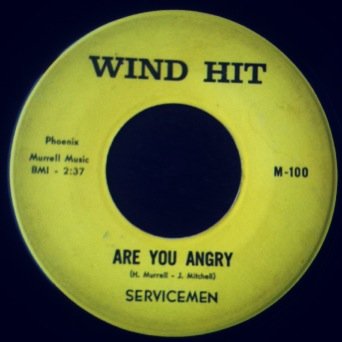 WIND HIT
Phoenix
Murrell Music
BMI - 2:37
M-100
ARE YOU ANGRY
(H. Murrell - J. Mitchell)
SERVICEMEN